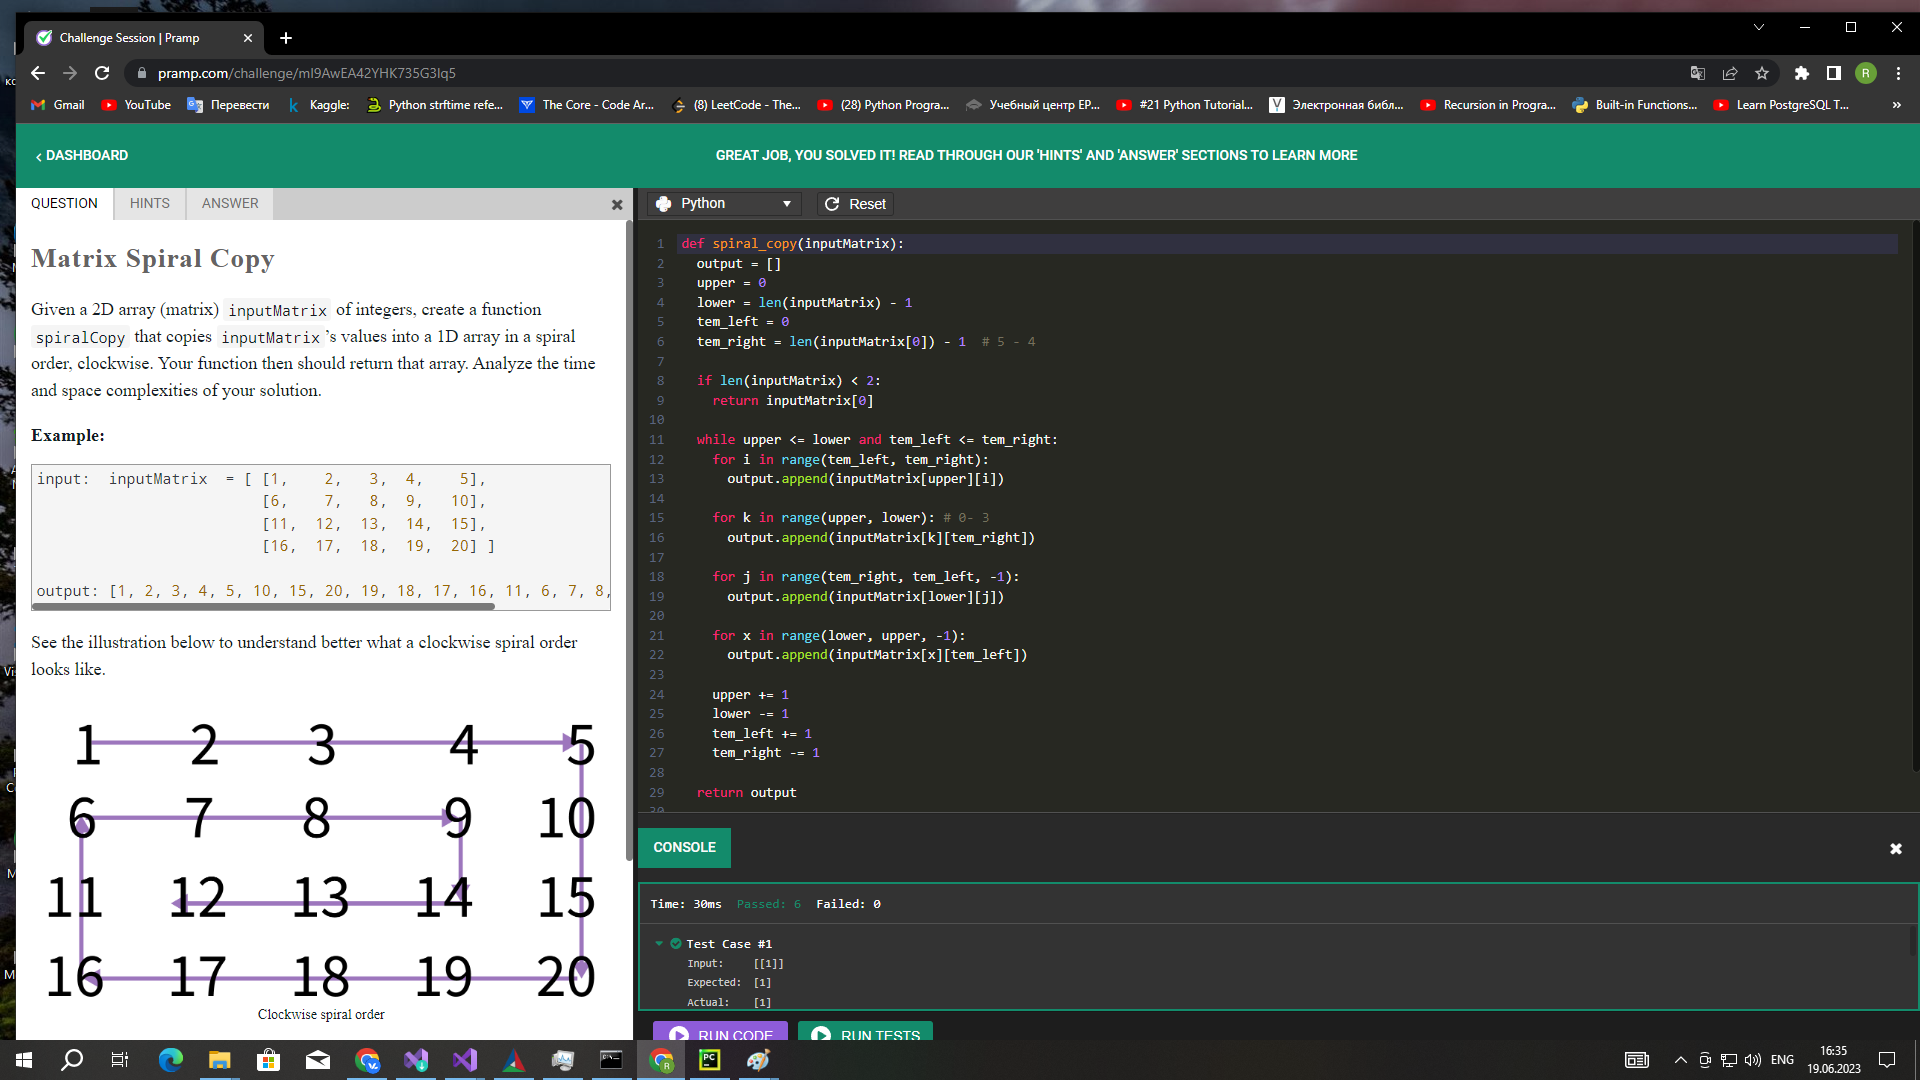 Challenge Session | Pramp
pramp.com/challenge/ml9AwEA42YHK735G3lq5
R
Gmail YouTube Перевести Kaggle: Python strftime refe... The Core - Code Ar... (8) LeetCode - The... (28) Python Progra... Учебный центр EP... #21 Python Tutorial... Электронная библ... Recursion in Progra... Built-in Functions... Learn PostgreSQL T... »
‹ DASHBOARD
GREAT JOB, YOU SOLVED IT! READ THROUGH OUR 'HINTS' AND 'ANSWER' SECTIONS TO LEARN MORE
QUESTION HINTS ANSWER
Matrix Spiral Copy
Given a 2D array (matrix) inputMatrix of integers, create a function
spiralCopy that copies inputMatrix’s values into a 1D array in a spiral
order, clockwise. Your function then should return that array. Analyze the time
and space complexities of your solution.
Example:
input: inputMatrix = [ [1, 2, 3, 4, 5],
[6, 7, 8, 9, 10],
[11, 12, 13, 14, 15],
[16, 17, 18, 19, 20] ]
output: [1, 2, 3, 4, 5, 10, 15, 20, 19, 18, 17, 16, 11, 6, 7, 8,
See the illustration below to understand better what a clockwise spiral order
looks like.
1 2 3 4 5
6 7 8 9 10
11 12 13 14 15
16 17 18 19 20
Clockwise spiral order
Python Reset
1 def spiral_copy(inputMatrix):
2 output = []
3 upper = 0
4 lower = len(inputMatrix) - 1
5 tem_left = 0
6 tem_right = len(inputMatrix[0]) - 1 # 5 - 4
7
8 if len(inputMatrix) < 2:
9 return inputMatrix[0]
10
11 while upper <= lower and tem_left <= tem_right:
12 for i in range(tem_left, tem_right):
13 output.append(inputMatrix[upper][i])
14
15 for k in range(upper, lower): # 0- 3
16 output.append(inputMatrix[k][tem_right])
17
18 for j in range(tem_right, tem_left, -1):
19 output.append(inputMatrix[lower][j])
20
21 for x in range(lower, upper, -1):
22 output.append(inputMatrix[x][tem_left])
23
24 upper += 1
25 lower -= 1
26 tem_left += 1
27 tem_right -= 1
28
29 return output
30
CONSOLE
Time: 30ms Passed: 6 Failed: 0
Test Case #1
Input: [[1]]
Expected: [1]
Actual: [1]
RUN CODE RUN TESTS
ENG
16:35
19.06.2023